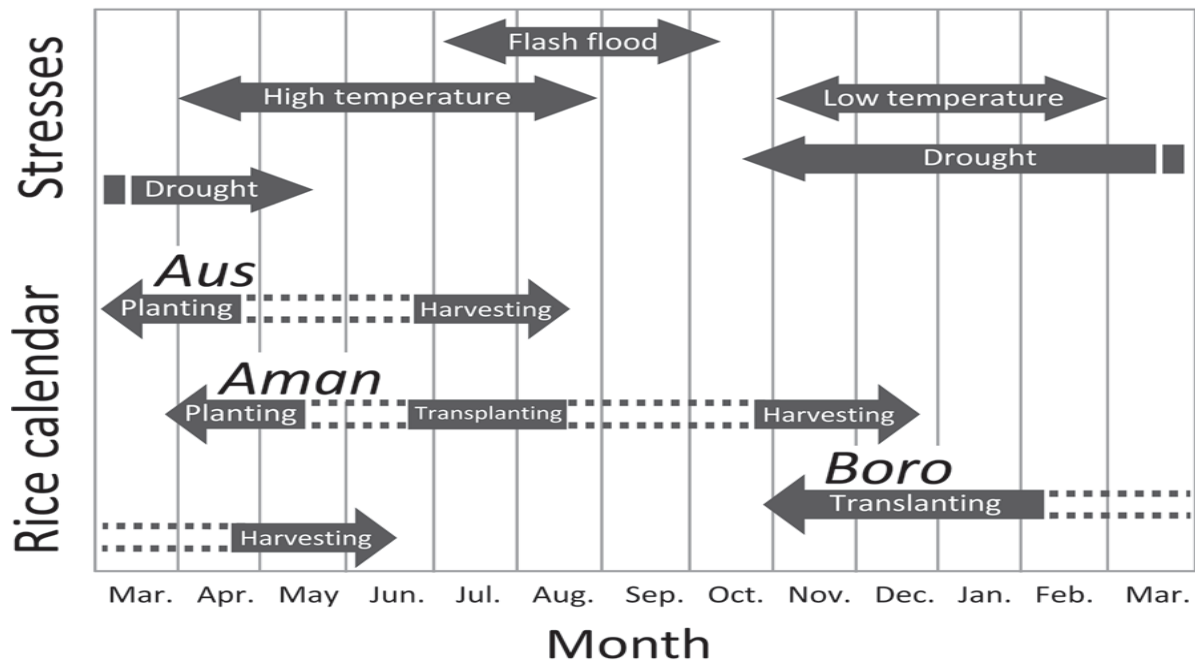 Stresses
Flash flood
High temperature
Low temperature
Drought
Drought
Rice calendar
Aus
Planting
Harvesting
Aman
Planting
Transplanting
Harvesting
Boro
Translanting
Harvesting
Mar. Apr. May Jun. Jul. Aug. Sep. Oct. Nov. Dec. Jan. Feb. Mar.
Month